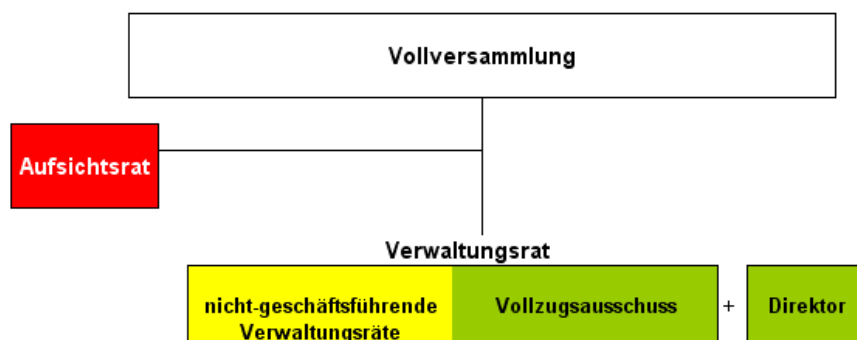 Vollversammlung
Aufsichtsrat
Verwaltungsrat
nicht-geschäftsführende
Verwaltungsräte
Vollzugsausschuss
+
Direktor